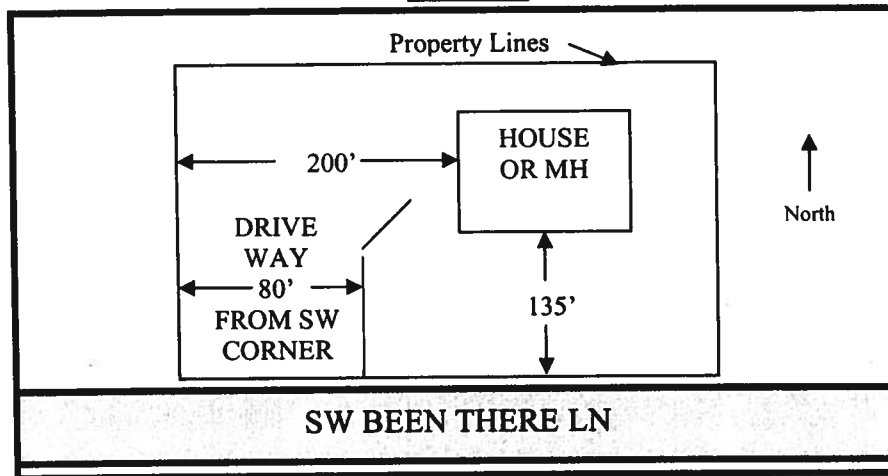 Property Lines
HOUSE
OR MH
200’
North
DRIVE
WAY
80’
FROM SW
CORNER
135’
SW BEEN THERE LN